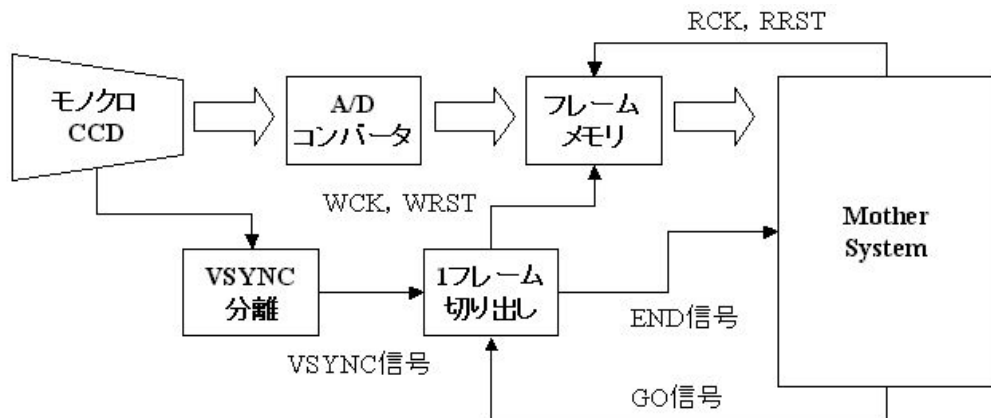 RCK, RRST
モノクロ
CCD
A/D
コンバータ
フレーム
メモリ
WCK, WRST
Mother
System
VSYNC
分離
1フレーム
切り出し
END信号
VSYNC信号
GO信号